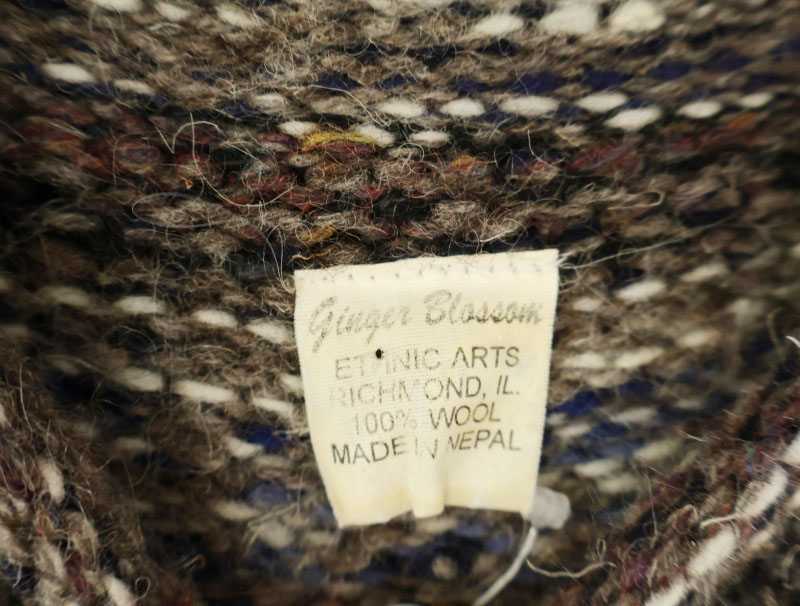 Ginger Blossom
ETHNIC ARTS
RICHMOND, IL.
100% WOOL
MADE IN NEPAL